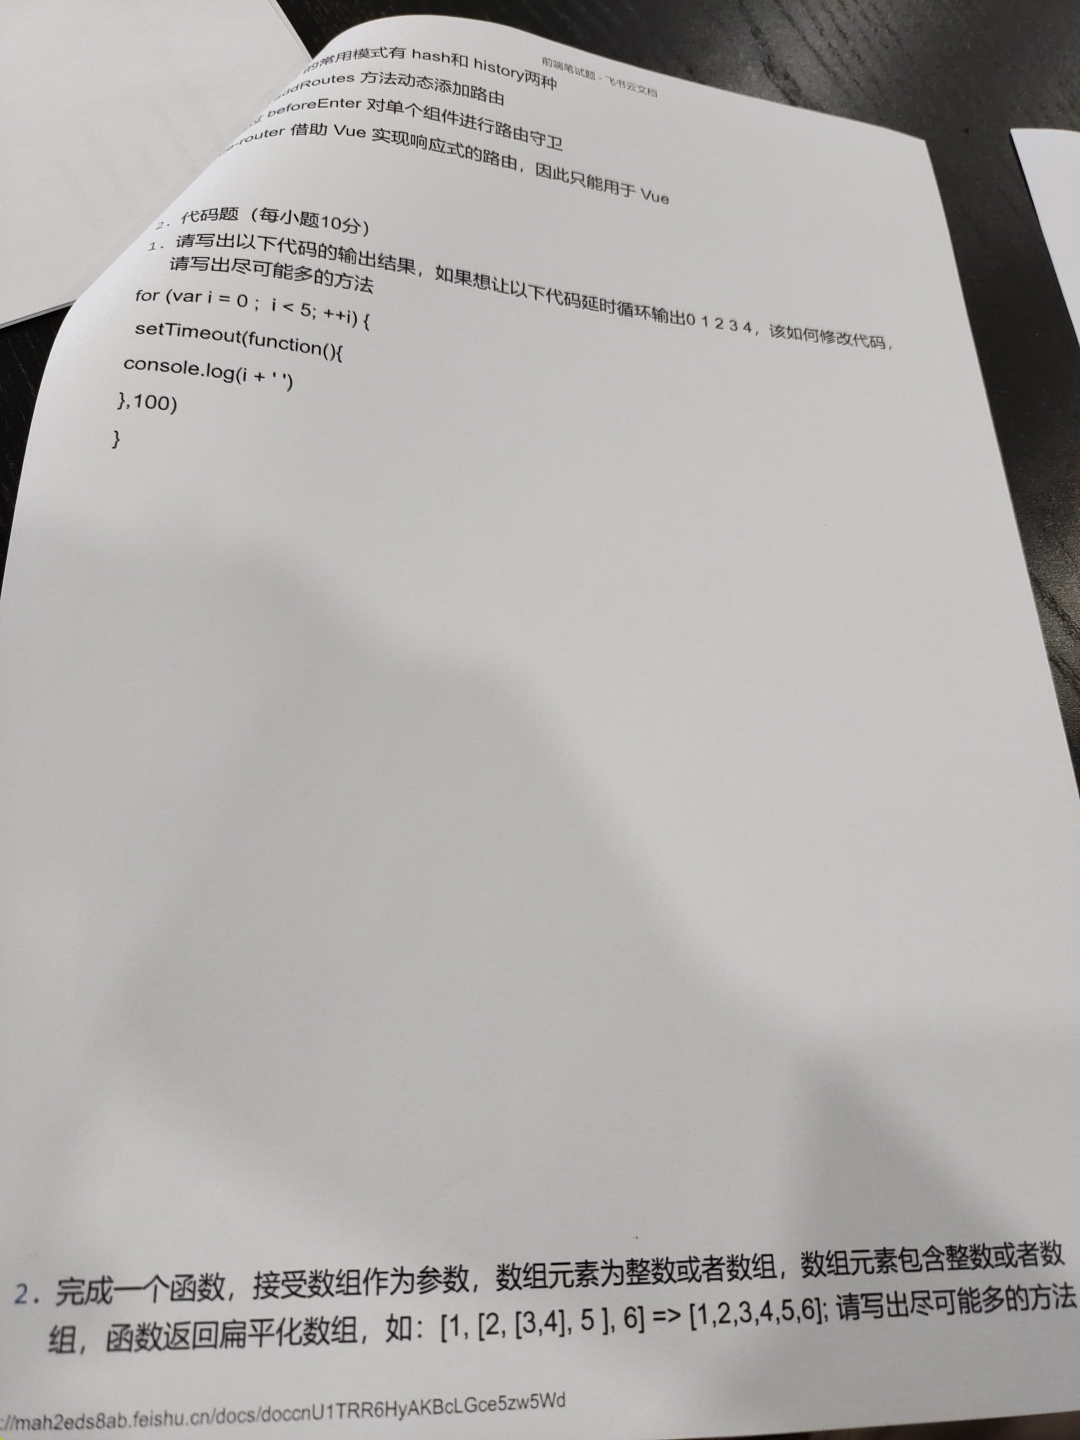 前端笔试题 - 飞书云文档
的常用模式有 hash和 history两种
addRoutes 方法动态添加路由
beforeEnter 对单个组件进行路由守卫
router 借助 Vue 实现响应式的路由，因此只能用于 Vue
2. 代码题（每小题10分）
1. 请写出以下代码的输出结果，如果想让以下代码延时循环输出0 1 2 3 4，该如何修改代码，
请写出尽可能多的方法
for (var i = 0 ; i < 5; ++i) {
setTimeout(function(){
console.log(i + ' ')
},100)
}
2. 完成一个函数，接受数组作为参数，数组元素为整数或者数组，数组元素包含整数或者数
组，函数返回扁平化数组，如：[1, [2, [3,4], 5 ], 6] => [1,2,3,4,5,6]; 请写出尽可能多的方法
://mah2eds8ab.feishu.cn/docs/doccnU1TRR6HyAKBcLGce5zw5Wd